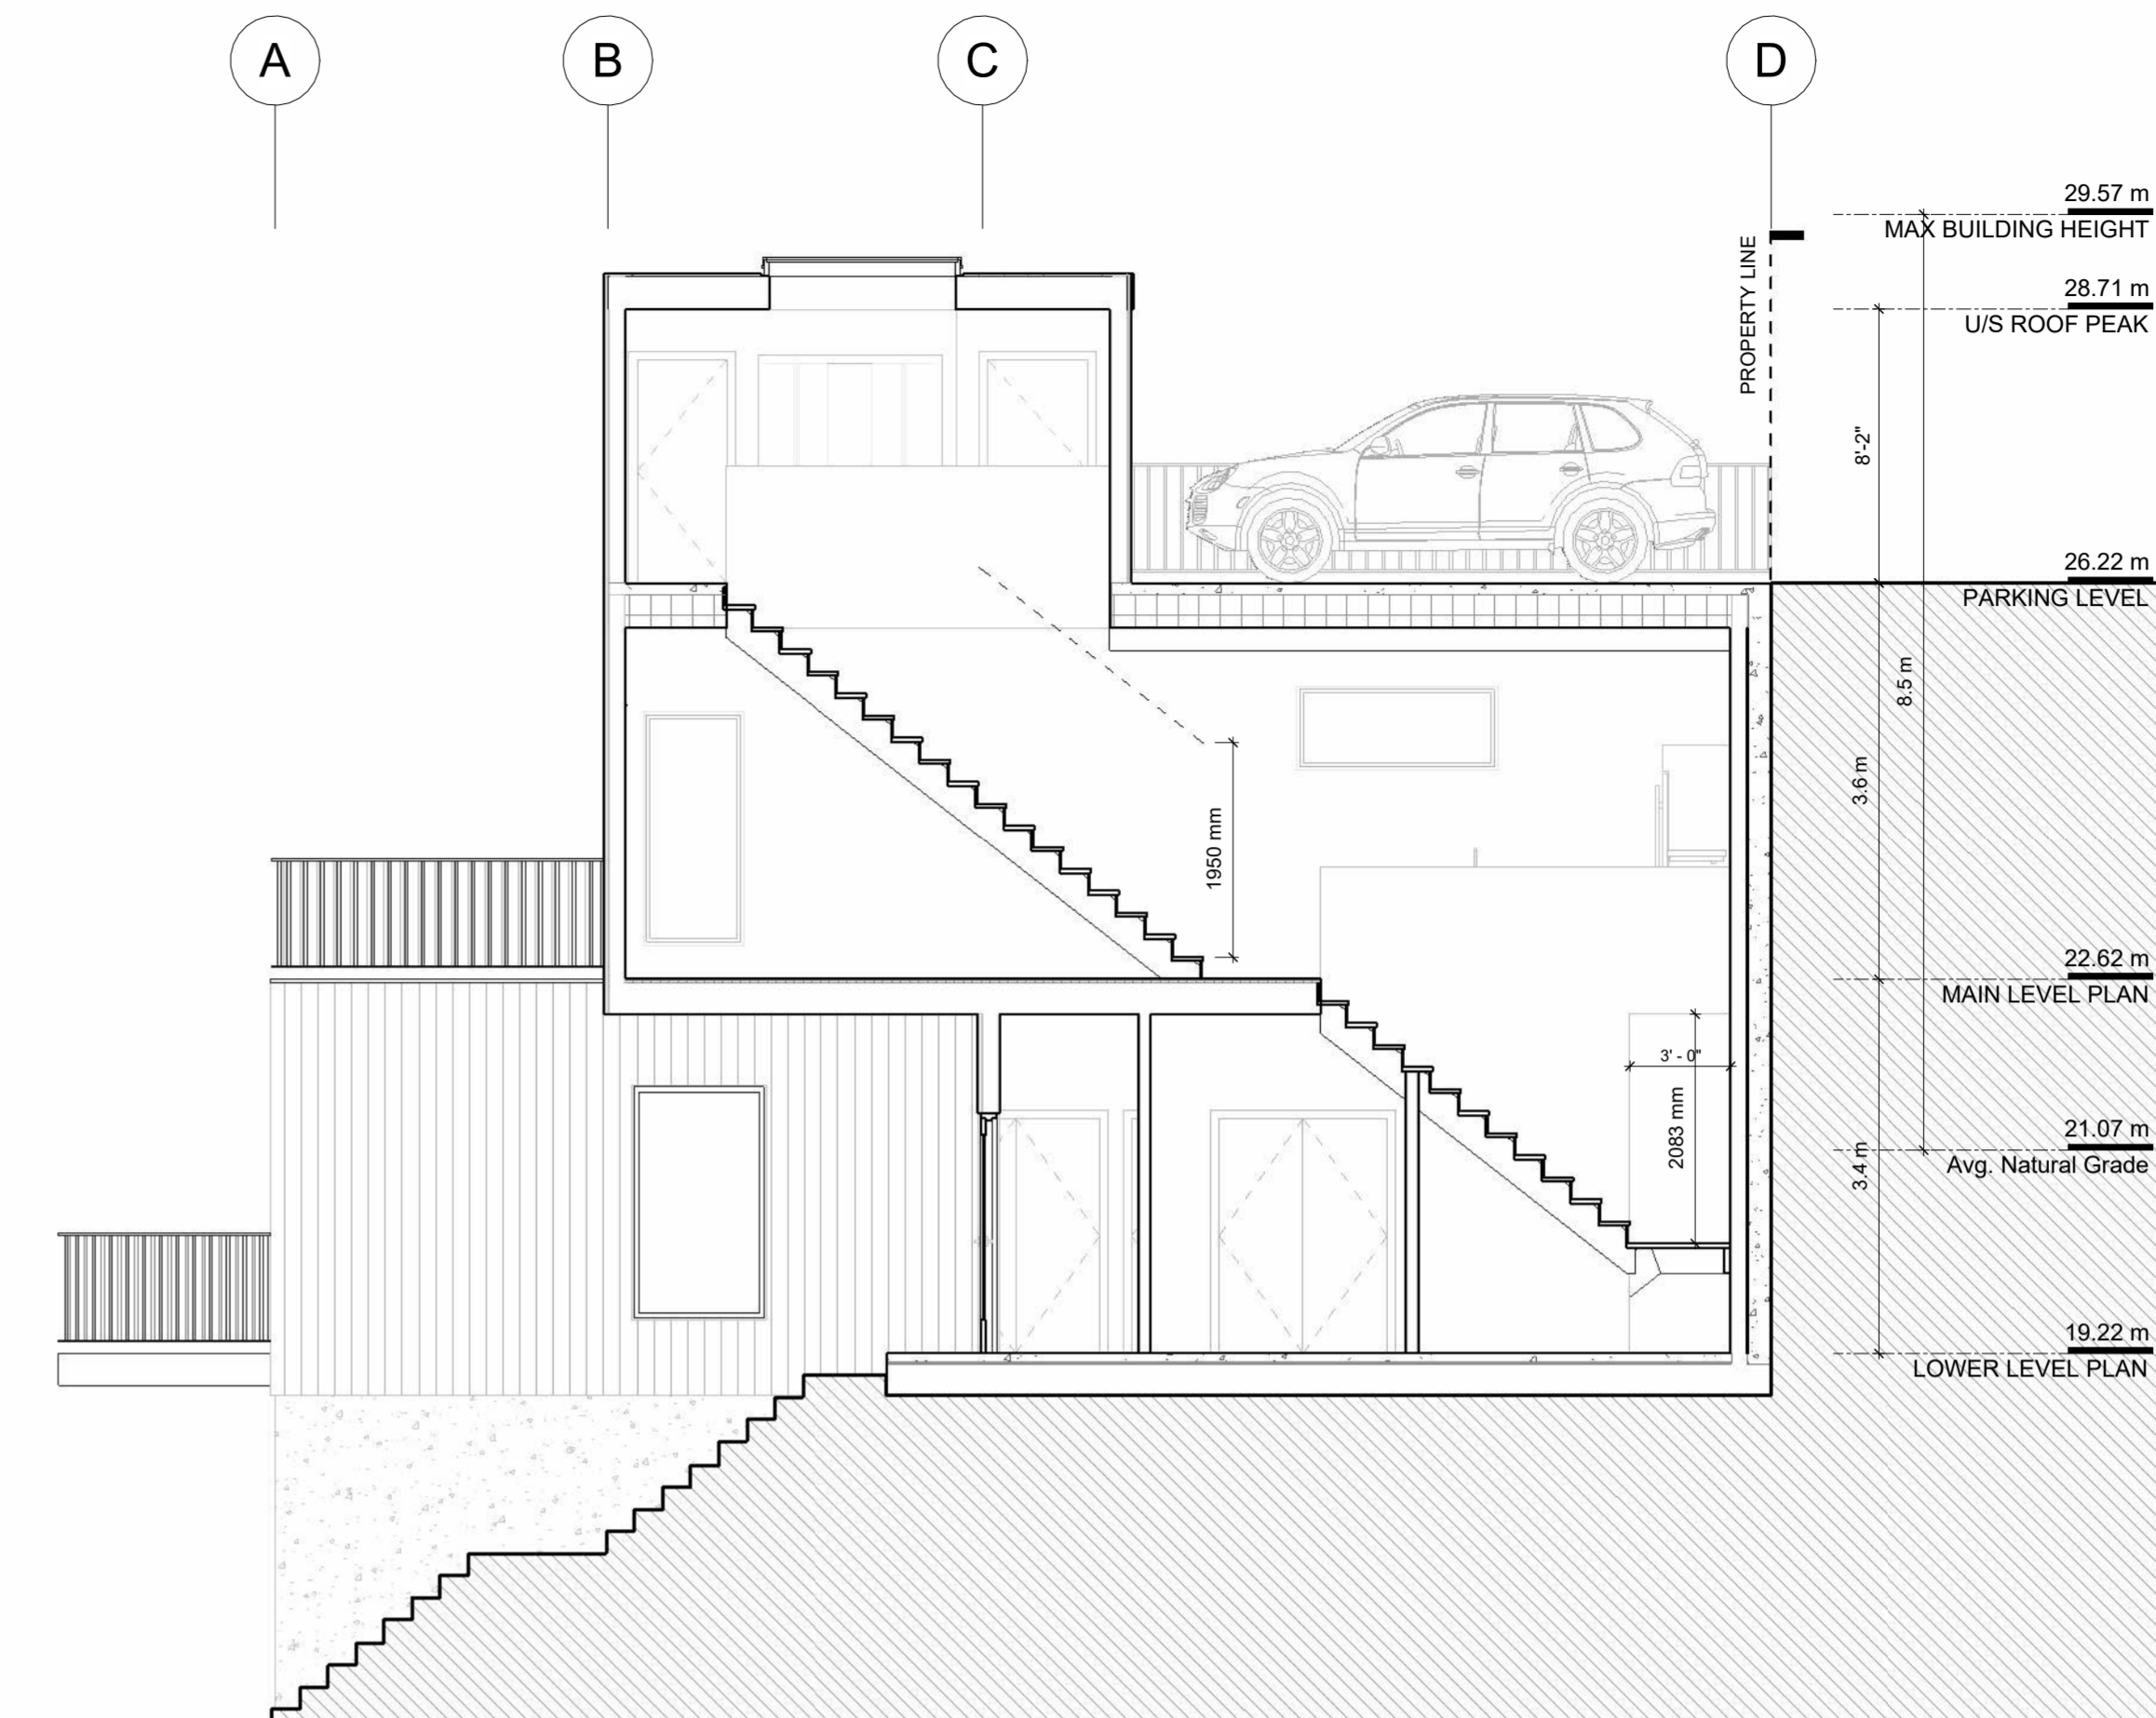 A
B
C
D
29.57 m
MAX BUILDING HEIGHT
PROPERTY LINE
28.71 m
U/S ROOF PEAK
8'-2"
26.22 m
PARKING LEVEL
8.5 m
3.6 m
1950 mm
22.62 m
MAIN LEVEL PLAN
3' - 0"
2083 mm
21.07 m
Avg. Natural Grade
3.4 m
19.22 m
LOWER LEVEL PLAN